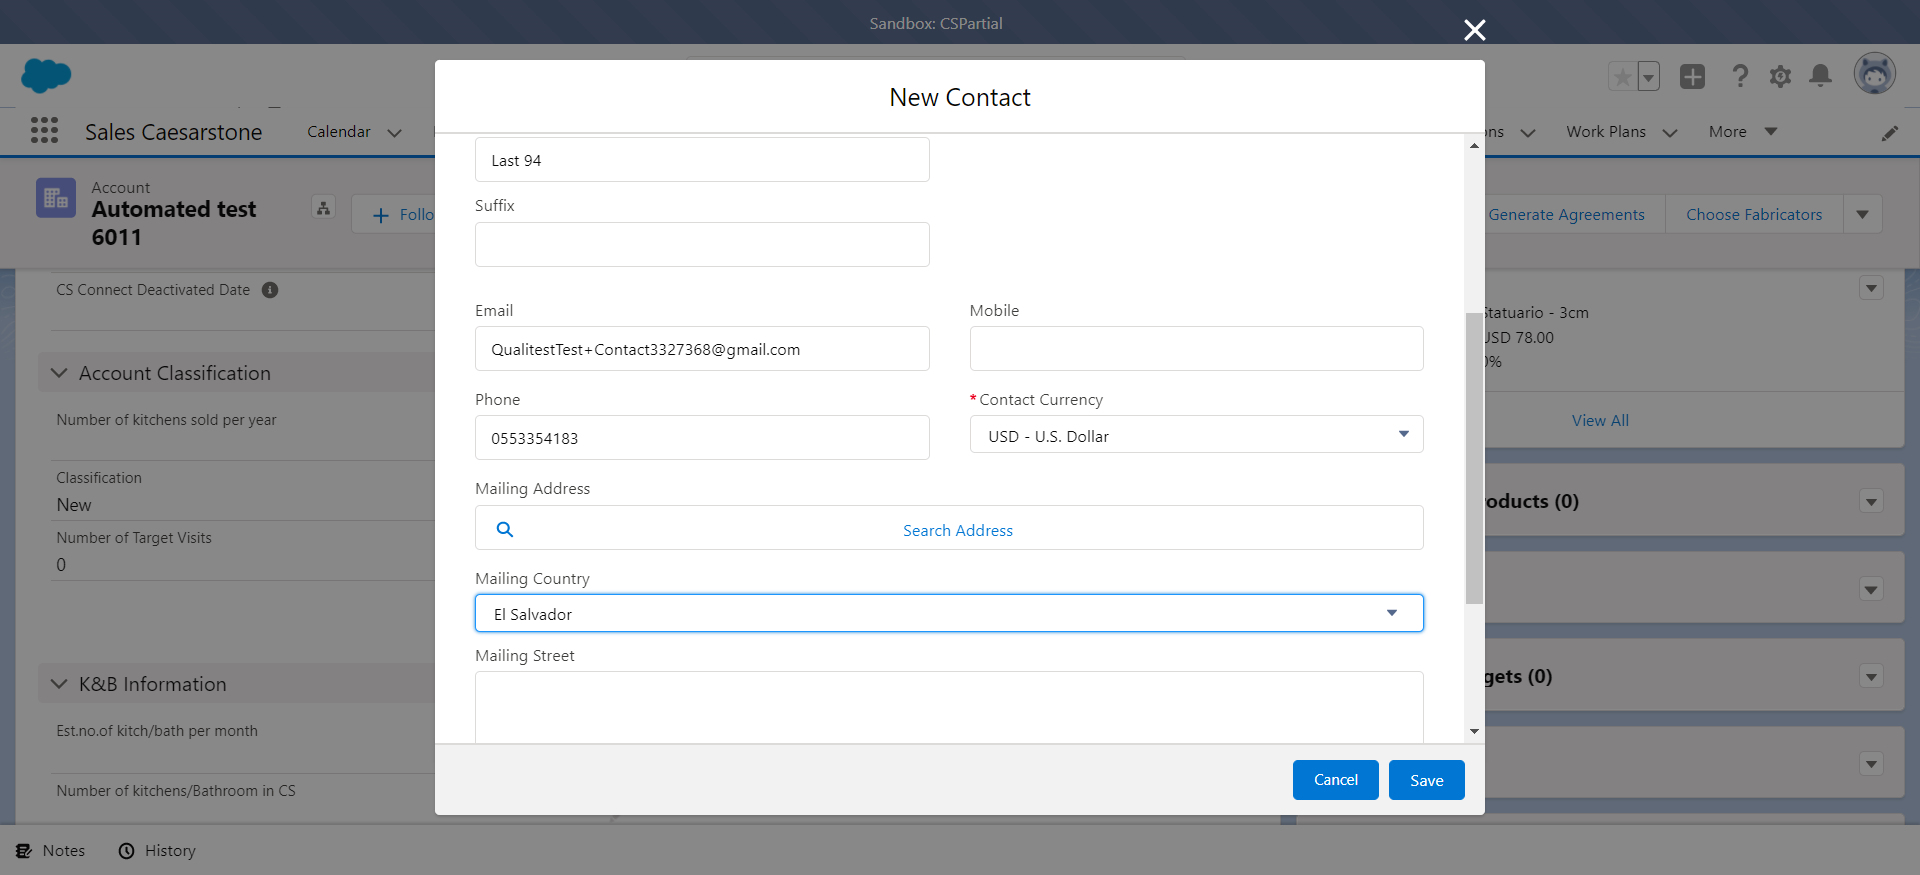 Sandbox: CSPartial
New Contact
Sales Caesarstone
Calendar
ns
Work Plans
More
Account
Automated test
6011
Follo
Generate Agreements
Choose Fabricators
CS Connect Deactivated Date
Account Classification
Number of kitchens sold per year
Classification
New
Number of Target Visits
0
K&B Information
Est.no.of kitch/bath per month
Number of kitchens/Bathroom in CS
Last 94
Suffix
Email
Mobile
QualitestTest+Contact3327368@gmail.com
Phone
* Contact Currency
0553354183
USD - U.S. Dollar
Mailing Address
Search Address
Mailing Country
El Salvador
Mailing Street
Cancel
Save
Statuario - 3cm
USD 78.00
0%
View All
oducts (0)
gets (0)
Notes
History